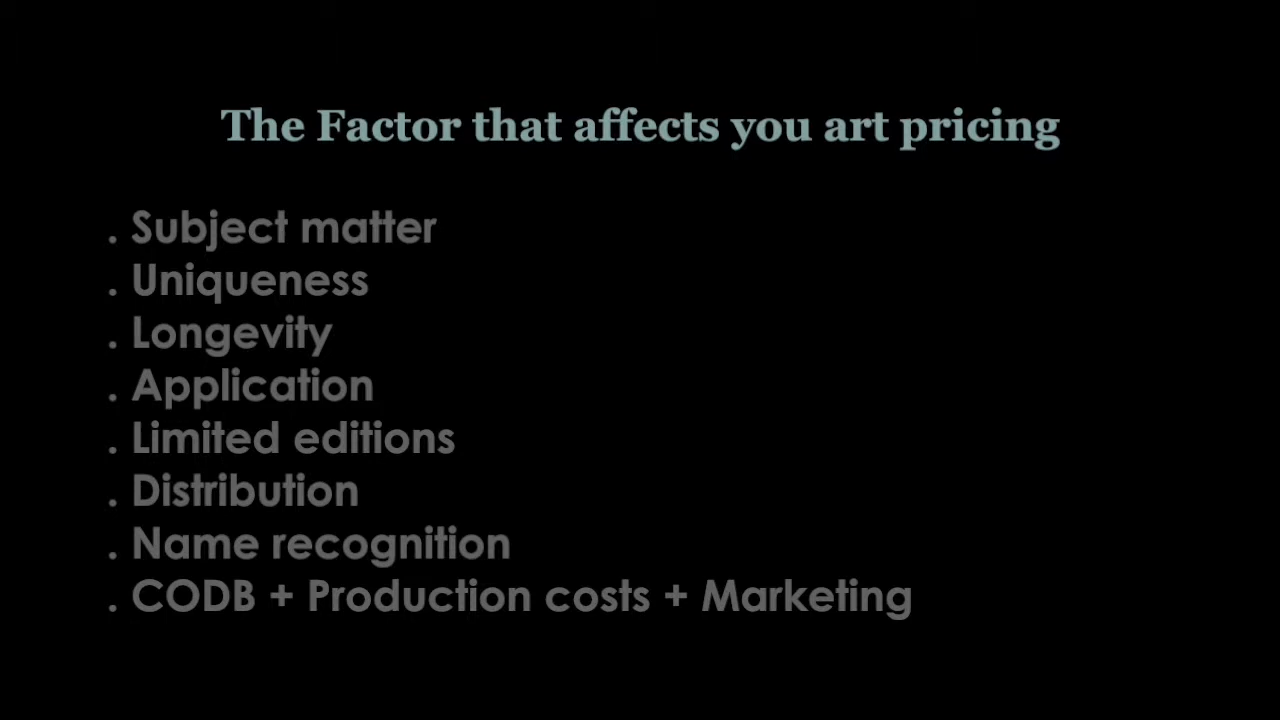 The Factor that affects you art pricing
. Subject matter
. Uniqueness
. Longevity
. Application
. Limited editions
. Distribution
. Name recognition
. CODB + Production costs + Marketing